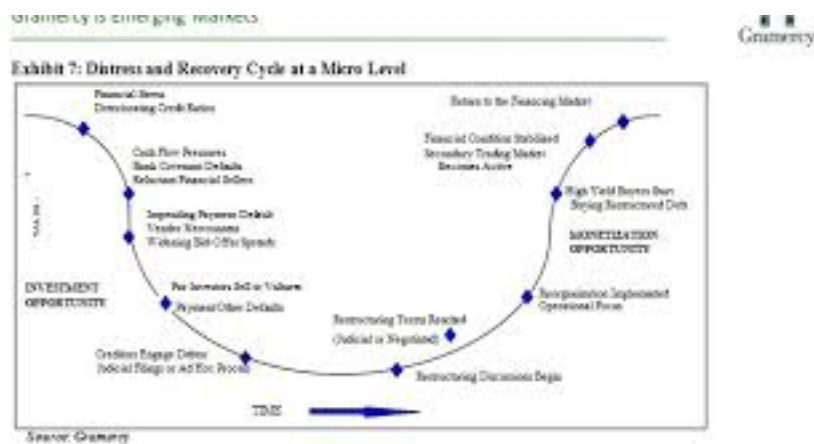 Gramercy is Emerging Markets
Gramercy
Exhibit 7: Distress and Recovery Cycle at a Micro Level
Financial Stress
Deteriorating Credit Ratios
Cash Flow Pressures
Bank Covenant Defaults
Reluctant Financial Sellers
Impending Payment Default
Vendor Nervousness
Widening Bid-Offer Spreads
INVESTMENT
OPPORTUNITY
Par Investors Sell to Vultures
Payment Other Defaults
Creditors Engage Debtor
Judicial Filings or Ad Hoc Process
Restructuring Discussions Begin
Restructuring Terms Reached
(Judicial or Negotiated)
Reorganization Implemented
Operational Focus
MONETIZATION
OPPORTUNITY
High Yield Buyers Start
Buying Restructured Debt
Financial Condition Stabilized
Secondary Trading Market
Becomes Active
Return to the Financing Market
TIME
Source: Gramercy